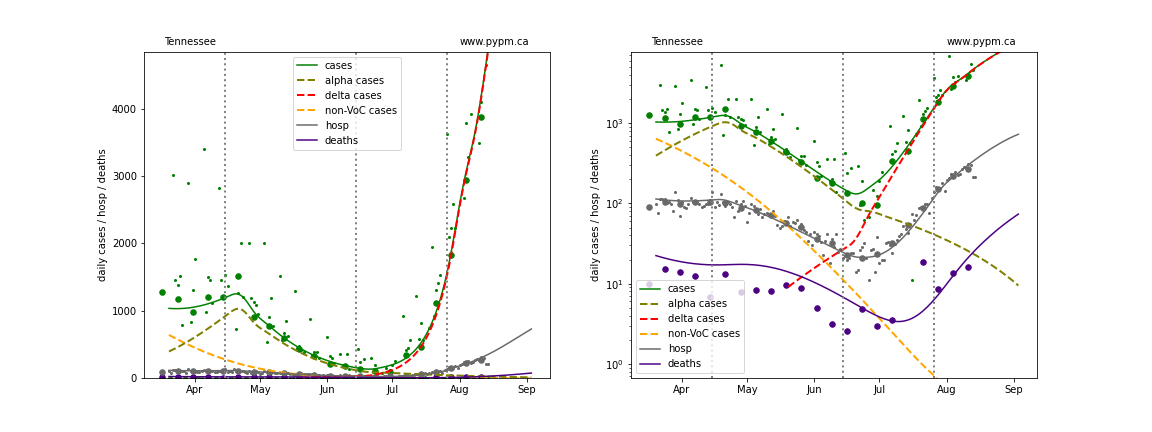 Tennessee
www.pypm.ca
daily cases / hosp / deaths
4000
3000
2000
1000
0
cases
alpha cases
delta cases
non-VoC cases
hosp
deaths
Apr
May
Jun
Jul
Aug
Sep
Tennessee
www.pypm.ca
daily cases / hosp / deaths
10³
10²
10¹
10⁰
cases
alpha cases
delta cases
non-VoC cases
hosp
deaths
Apr
May
Jun
Jul
Aug
Sep